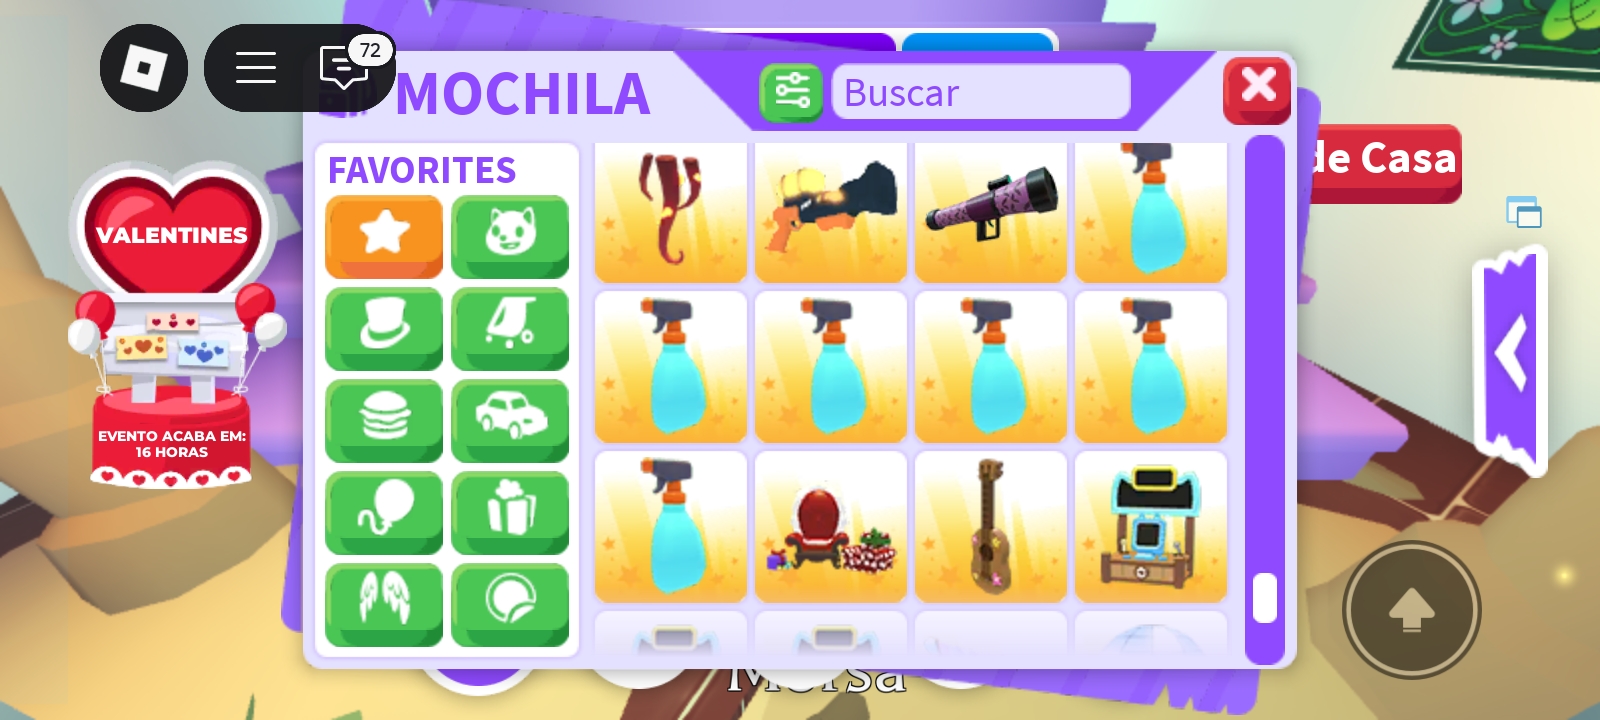 72
MOCHILA
Buscar
FAVORITES
de Casa
VALENTINES
EVENTO ACABA EM:
16 HORAS